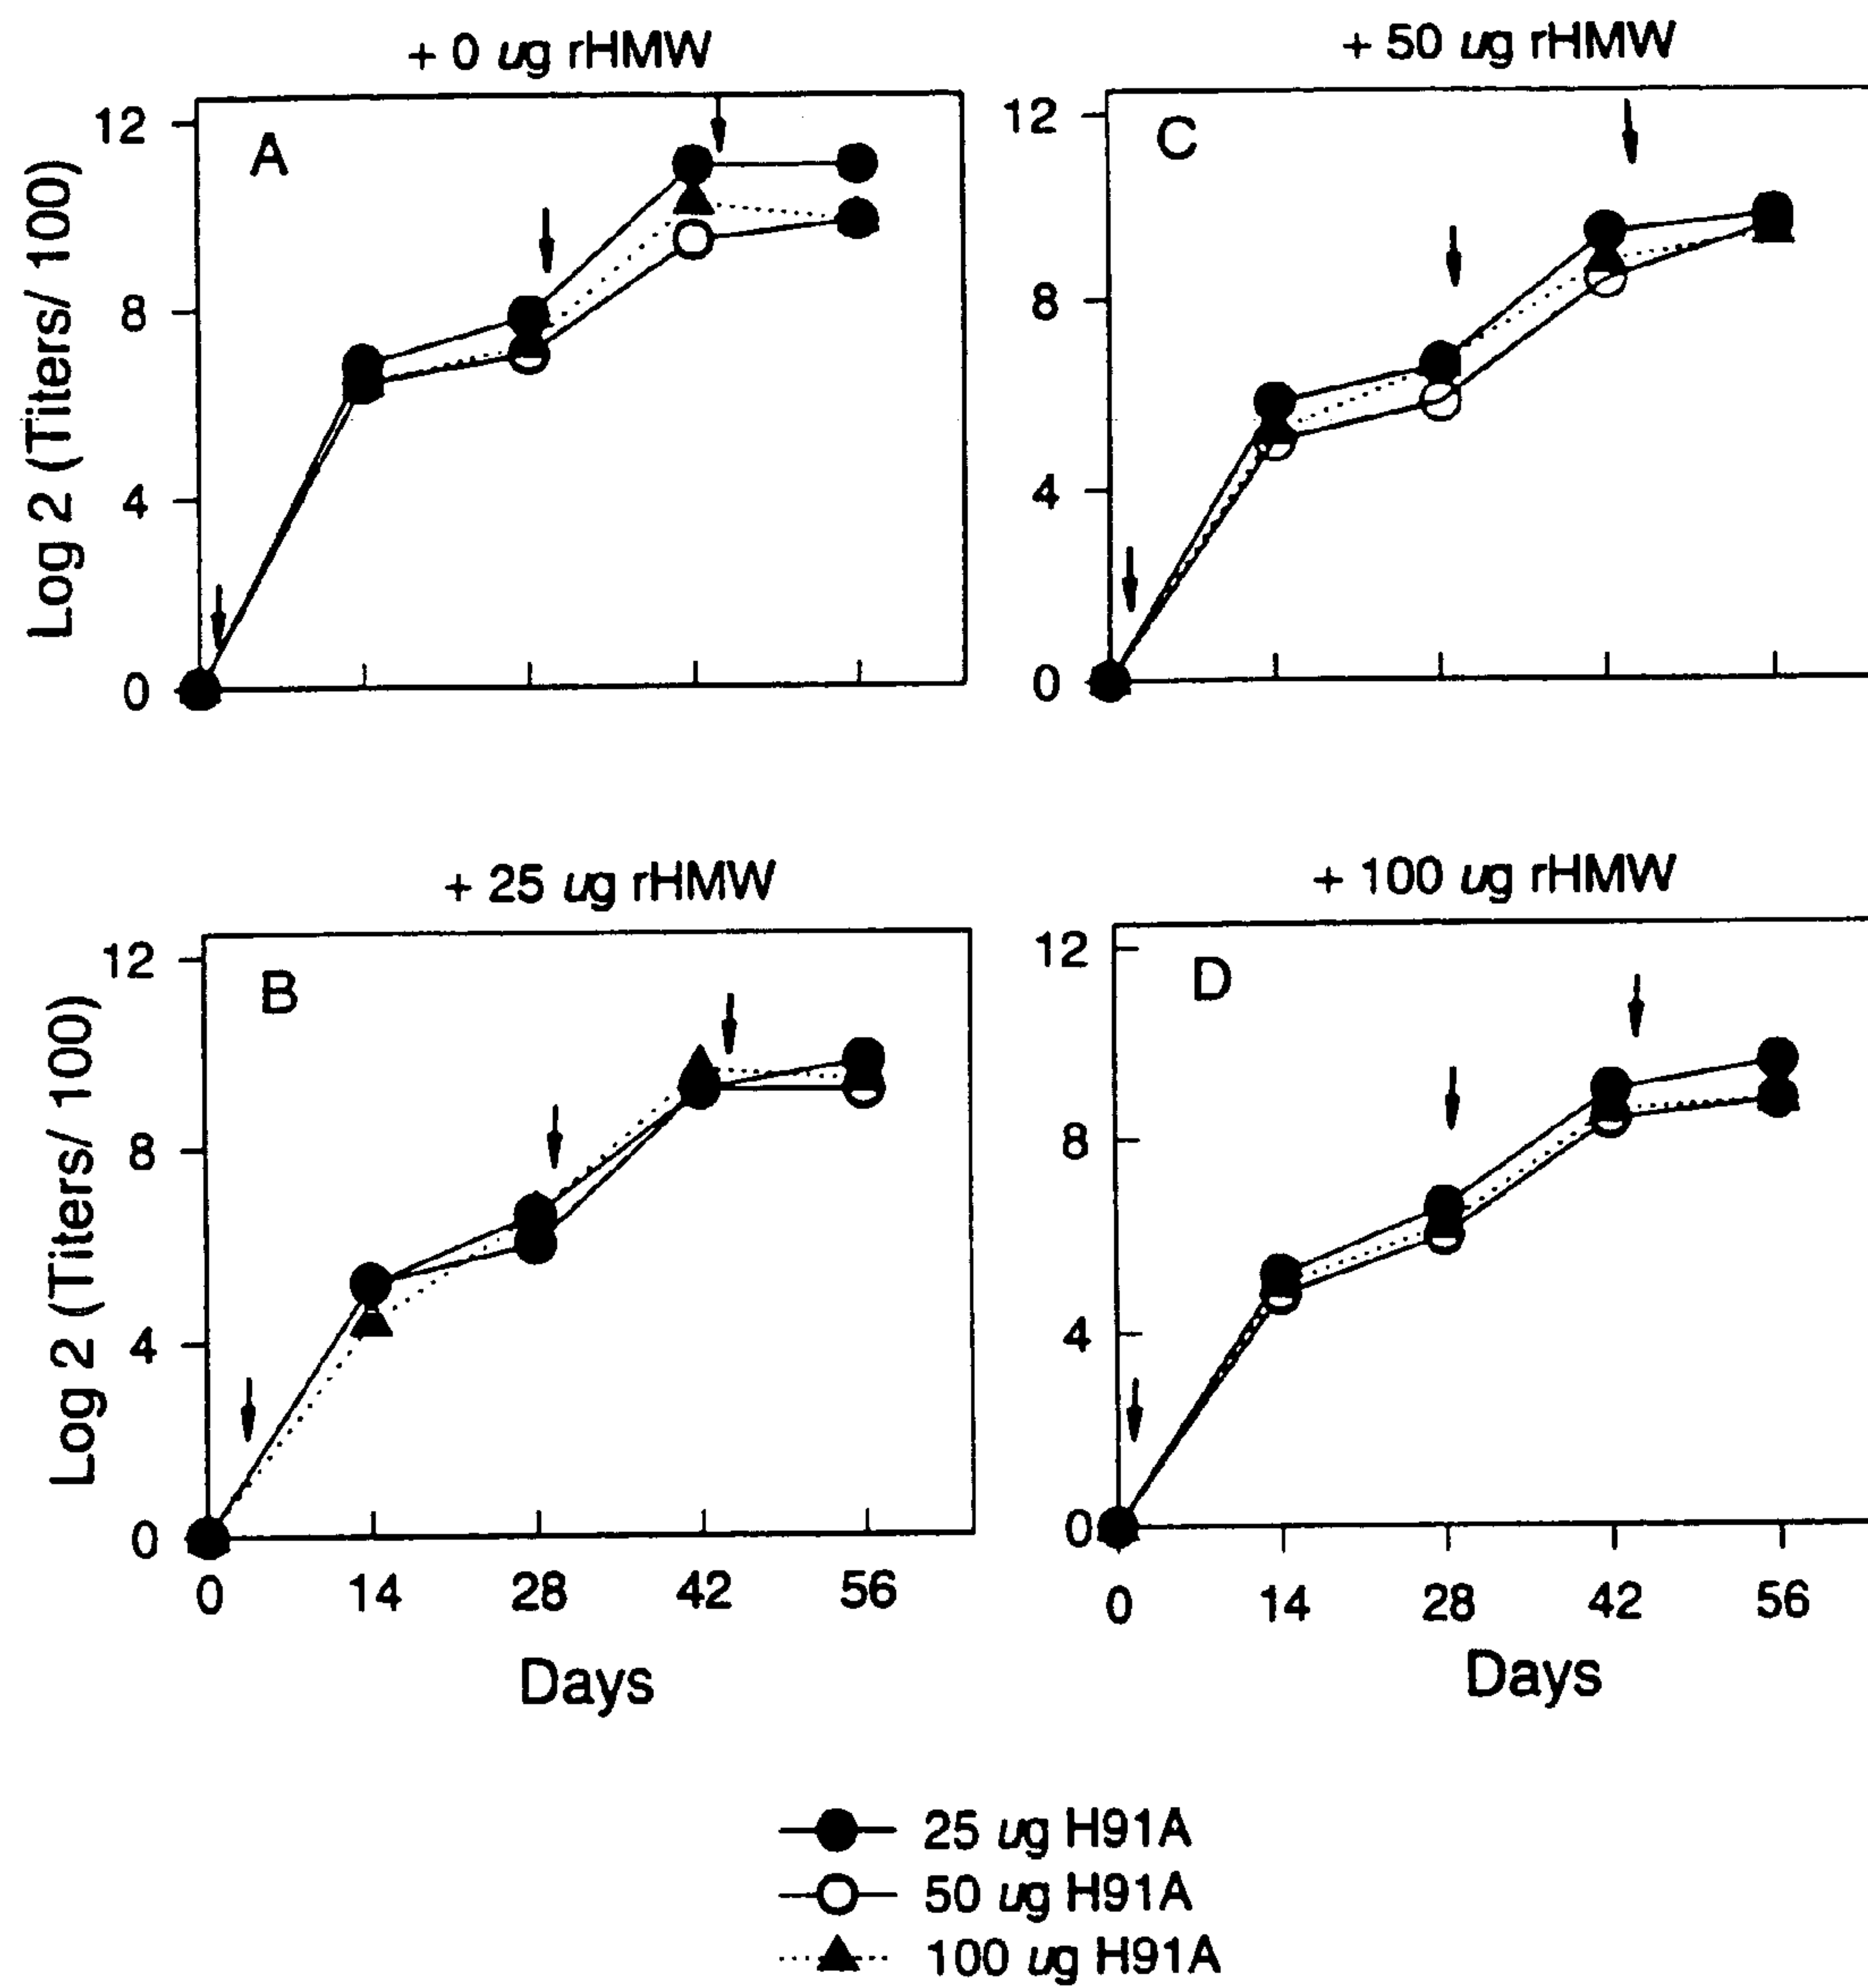 + 0 ug rHMW
Log 2 (Titers/ 100)
12
8
4
0
A
+ 50 ug rHMW
12
8
4
0
C
+ 25 ug rHMW
Log 2 (Titers/ 100)
12
8
4
0
B
0 14 28 42 56
Days
+ 100 ug rHMW
12
8
4
0
D
0 14 28 42 56
Days
25 ug H91A
50 ug H91A
100 ug H91A